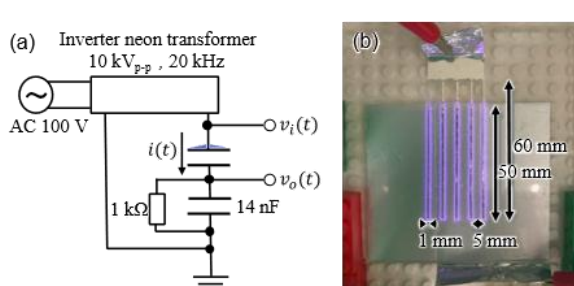 (a) Inverter neon transformer
10 kVp-p , 20 kHz
AC 100 V
vi(t)
i(t)
vo(t)
1 kΩ
14 nF
(b)
60 mm
50 mm
1 mm 5 mm